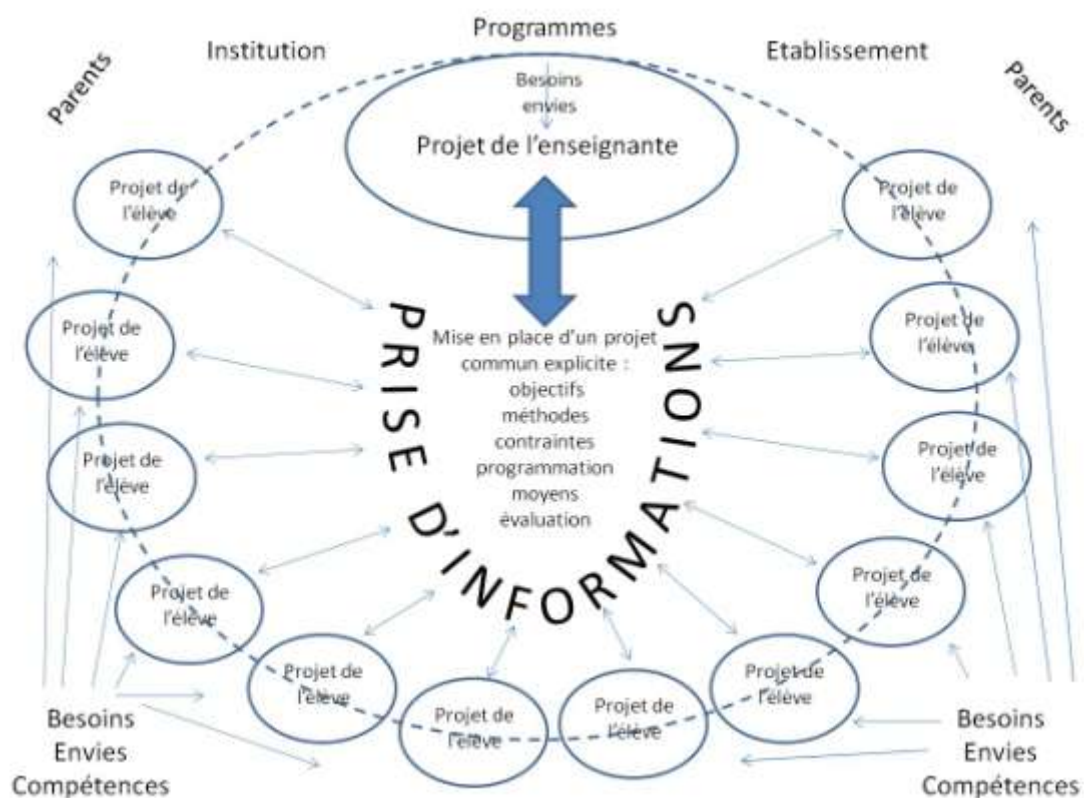 Programmes
Institution
Etablissement
Parents
Parents
Besoins
envies
Projet de l'enseignante
Projet de
l'élève
Projet de
l'élève
Projet de
l'élève
Projet de
l'élève
Projet de
l'élève
Projet de
l'élève
Projet de
l'élève
Projet de
l'élève
Projet de
l'élève
Projet de
l'élève
Projet de
l'élève
Projet de
l'élève
PRISE D'INFORMATIONS
Mise en place d'un projet
commun explicite :
objectifs
méthodes
contraintes
programmation
moyens
évaluation
Besoins
Envies
Compétences
Besoins
Envies
Compétences